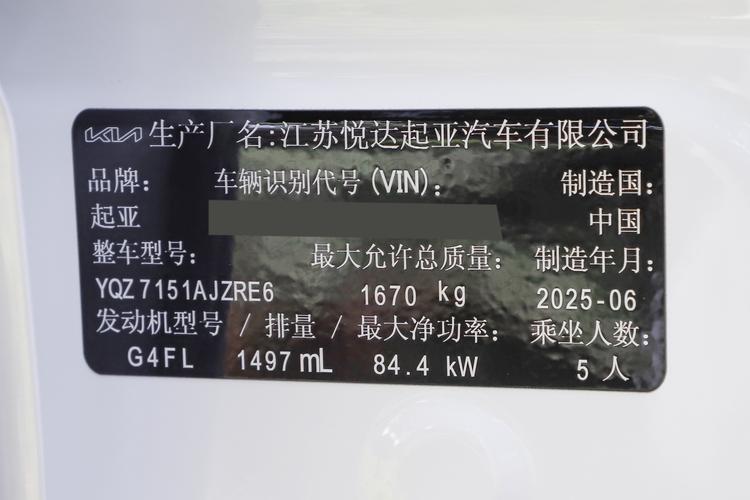 KIA 生产厂名:江苏悦达起亚汽车有限公司
品牌: 车辆识别代号(VIN): 制造国:
起亚 中国
整车型号: 最大允许总质量: 制造年月:
YQZ7151AJZRE6 1670 kg 2025-06
发动机型号 / 排量 / 最大净功率: 乘坐人数:
G4FL 1497 mL 84.4 kW 5 人